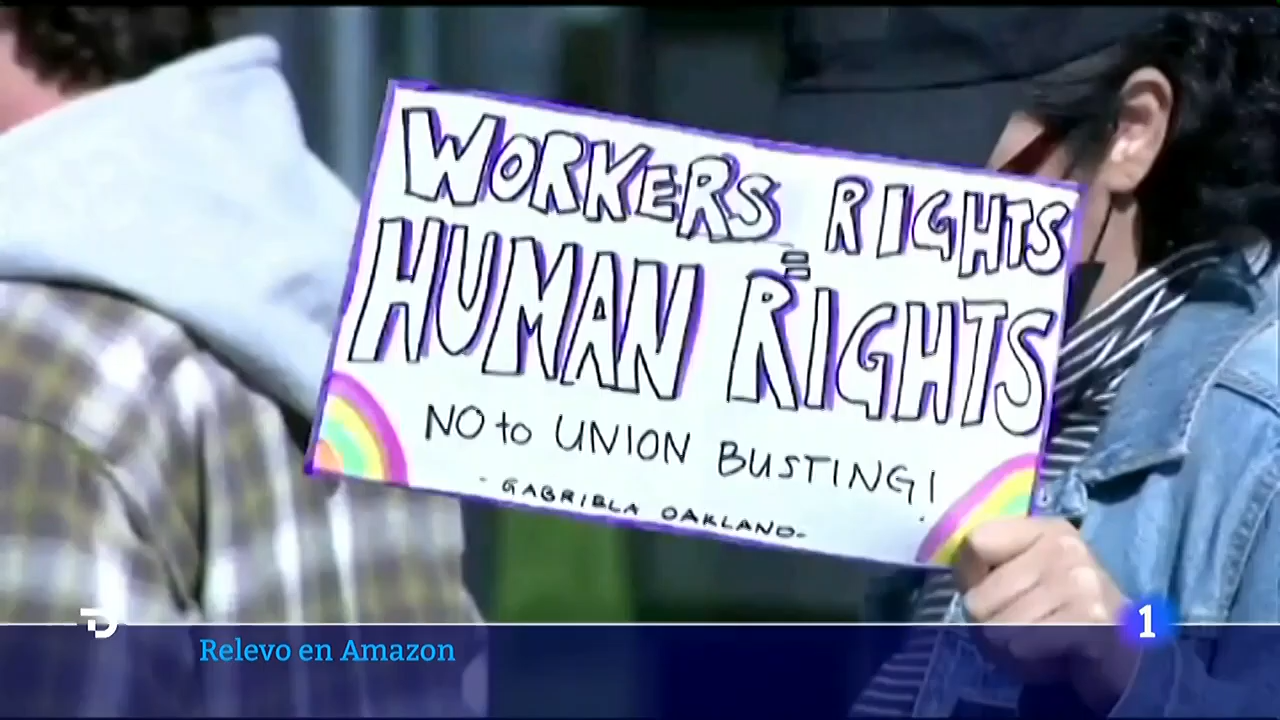 WORKERS RIGHTS
=
HUMAN RIGHTS
NO to UNION BUSTING!
- GABRIELA OAKLAND-
Relevo en Amazon
1